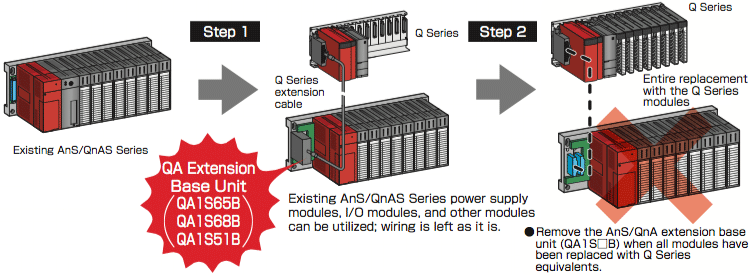 Existing AnS/QnAS Series
Step 1
QA Extension
Base Unit
(QA1S65B
QA1S68B
QA1S51B)
Q Series
extension
cable
Q Series
Existing AnS/QnAS Series power supply
modules, I/O modules, and other modules
can be utilized; wiring is left as it is.
Step 2
Q Series
Entire replacement
with the Q Series
modules
●Remove the AnS/QnA extension base
unit (QA1S□B) when all modules have
been replaced with Q Series
equivalents.